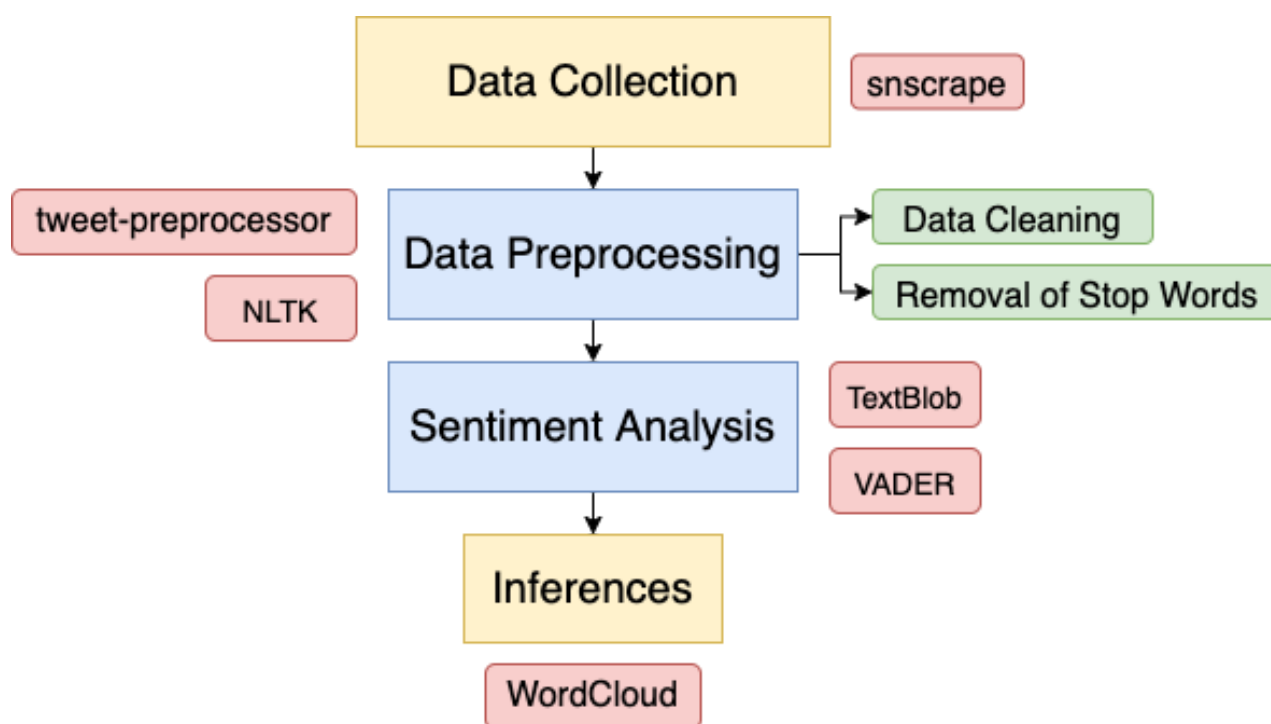 Data Collection
snscrape
tweet-preprocessor
NLTK
Data Preprocessing
Data Cleaning
Removal of Stop Words
Sentiment Analysis
TextBlob
VADER
Inferences
WordCloud